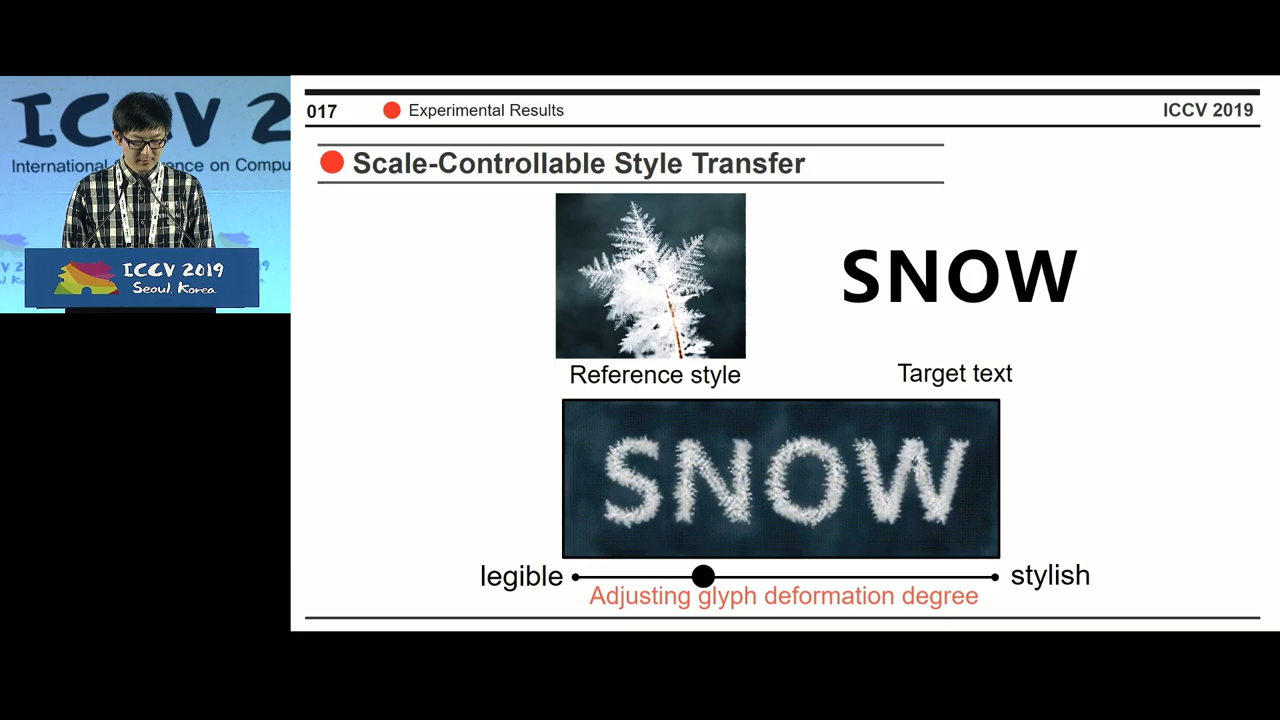 ICCV 2
International Conference on Compu
ICCV 2019
Seoul, Korea
017
Experimental Results
ICCV 2019
Scale-Controllable Style Transfer
SNOW
Reference style
Target text
SNOW
legible
stylish
Adjusting glyph deformation degree